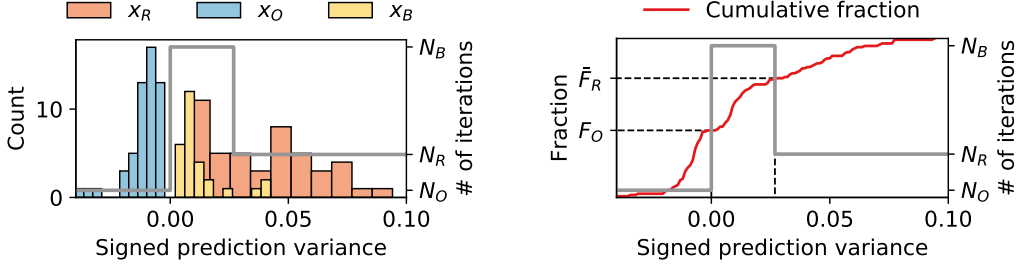 x_R x_O x_B
Count
10
0
0.00 0.05 0.10
Signed prediction variance
N_B
N_R
N_O
# of iterations
Cumulative fraction
Fraction
F̄_R
F_O
0.00 0.05 0.10
Signed prediction variance
N_B
N_R
N_O
# of iterations